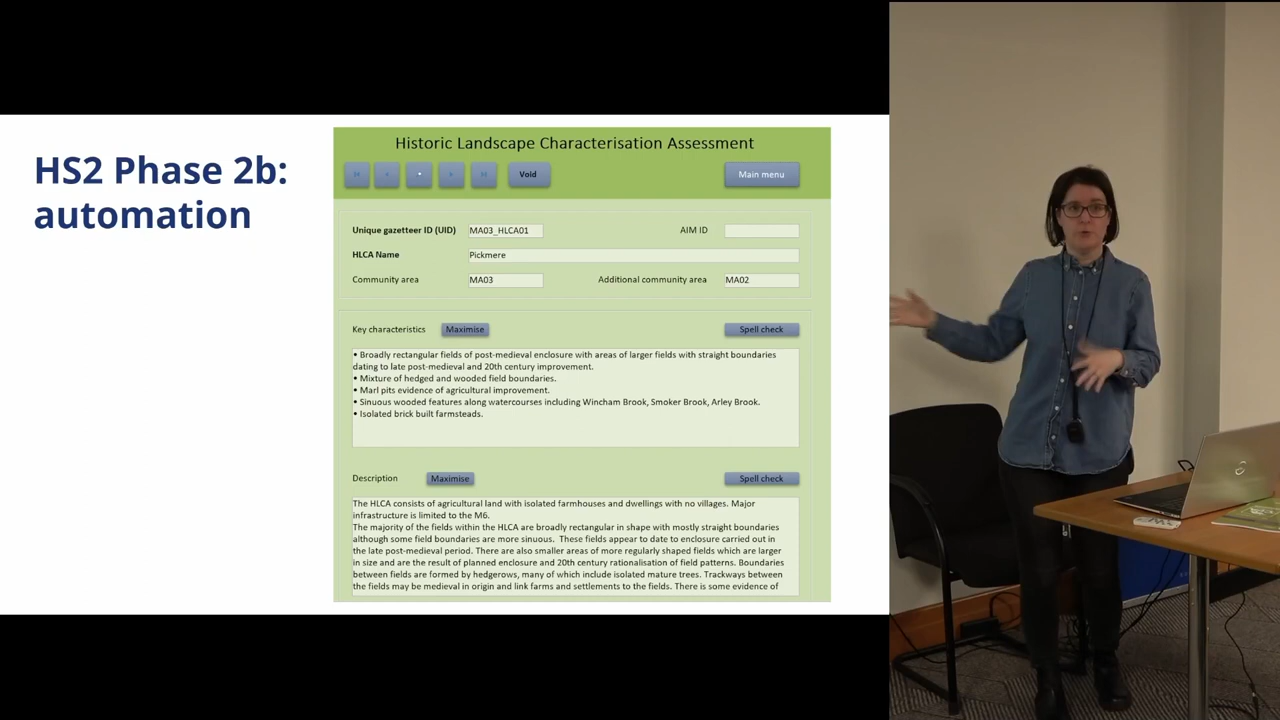 HS2 Phase 2b:
automation
Historic Landscape Characterisation Assessment
Void
Main menu
Unique gazetteer ID (UID) MA03_HLCA01 AIM ID
HLCA Name Pickmere
Community area MA03 Additional community area MA02
Key characteristics Maximise Spell check
• Broadly rectangular fields of post-medieval enclosure with areas of larger fields with straight boundaries
dating to late post-medieval and 20th century improvement.
• Mixture of hedged and wooded field boundaries.
• Marl pits evidence of agricultural improvement.
• Sinuous wooded features along watercourses including Wincham Brook, Smoker Brook, Arley Brook.
• Isolated brick built farmsteads.
Description Maximise Spell check
The HLCA consists of agricultural land with isolated farmhouses and dwellings with no villages. Major
infrastructure is limited to the M6.
The majority of the fields within the HLCA are broadly rectangular in shape with mostly straight boundaries
although some field boundaries are more sinuous. These fields appear to date to enclosure carried out in
the late post-medieval period. There are also smaller areas of more regularly shaped fields which are larger
in size and are the result of planned enclosure and 20th century rationalisation of field patterns. Boundaries
between fields are formed by hedgerows, many of which include isolated mature trees. Trackways between
the fields may be medieval in origin and link farms and settlements to the fields. There is some evidence of